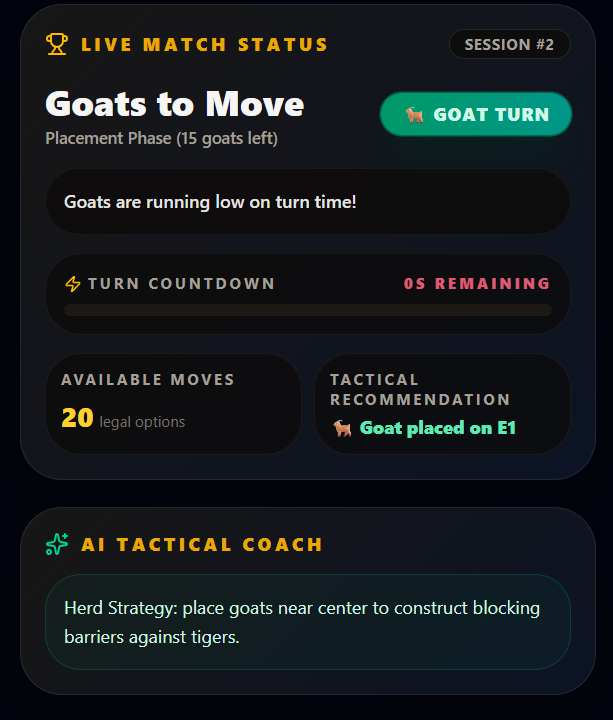 LIVE MATCH STATUS
SESSION #2
Goats to Move
Placement Phase (15 goats left)
GOAT TURN
Goats are running low on turn time!
TURN COUNTDOWN
0S REMAINING
AVAILABLE MOVES
20 legal options
TACTICAL
RECOMMENDATION
Goat placed on E1
AI TACTICAL COACH
Herd Strategy: place goats near center to construct blocking
barriers against tigers.